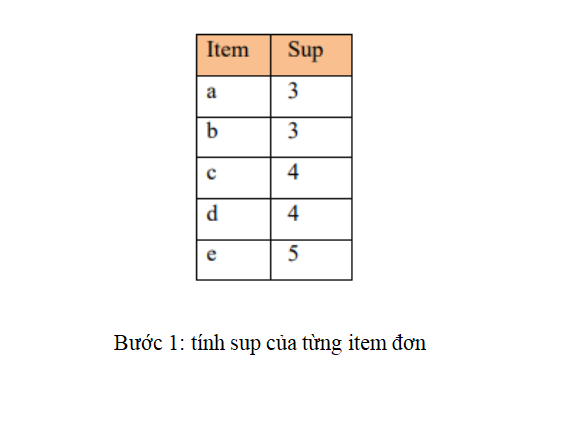 Item Sup
a 3
b 3
c 4
d 4
e 5
Bước 1: tính sup của từng item đơn